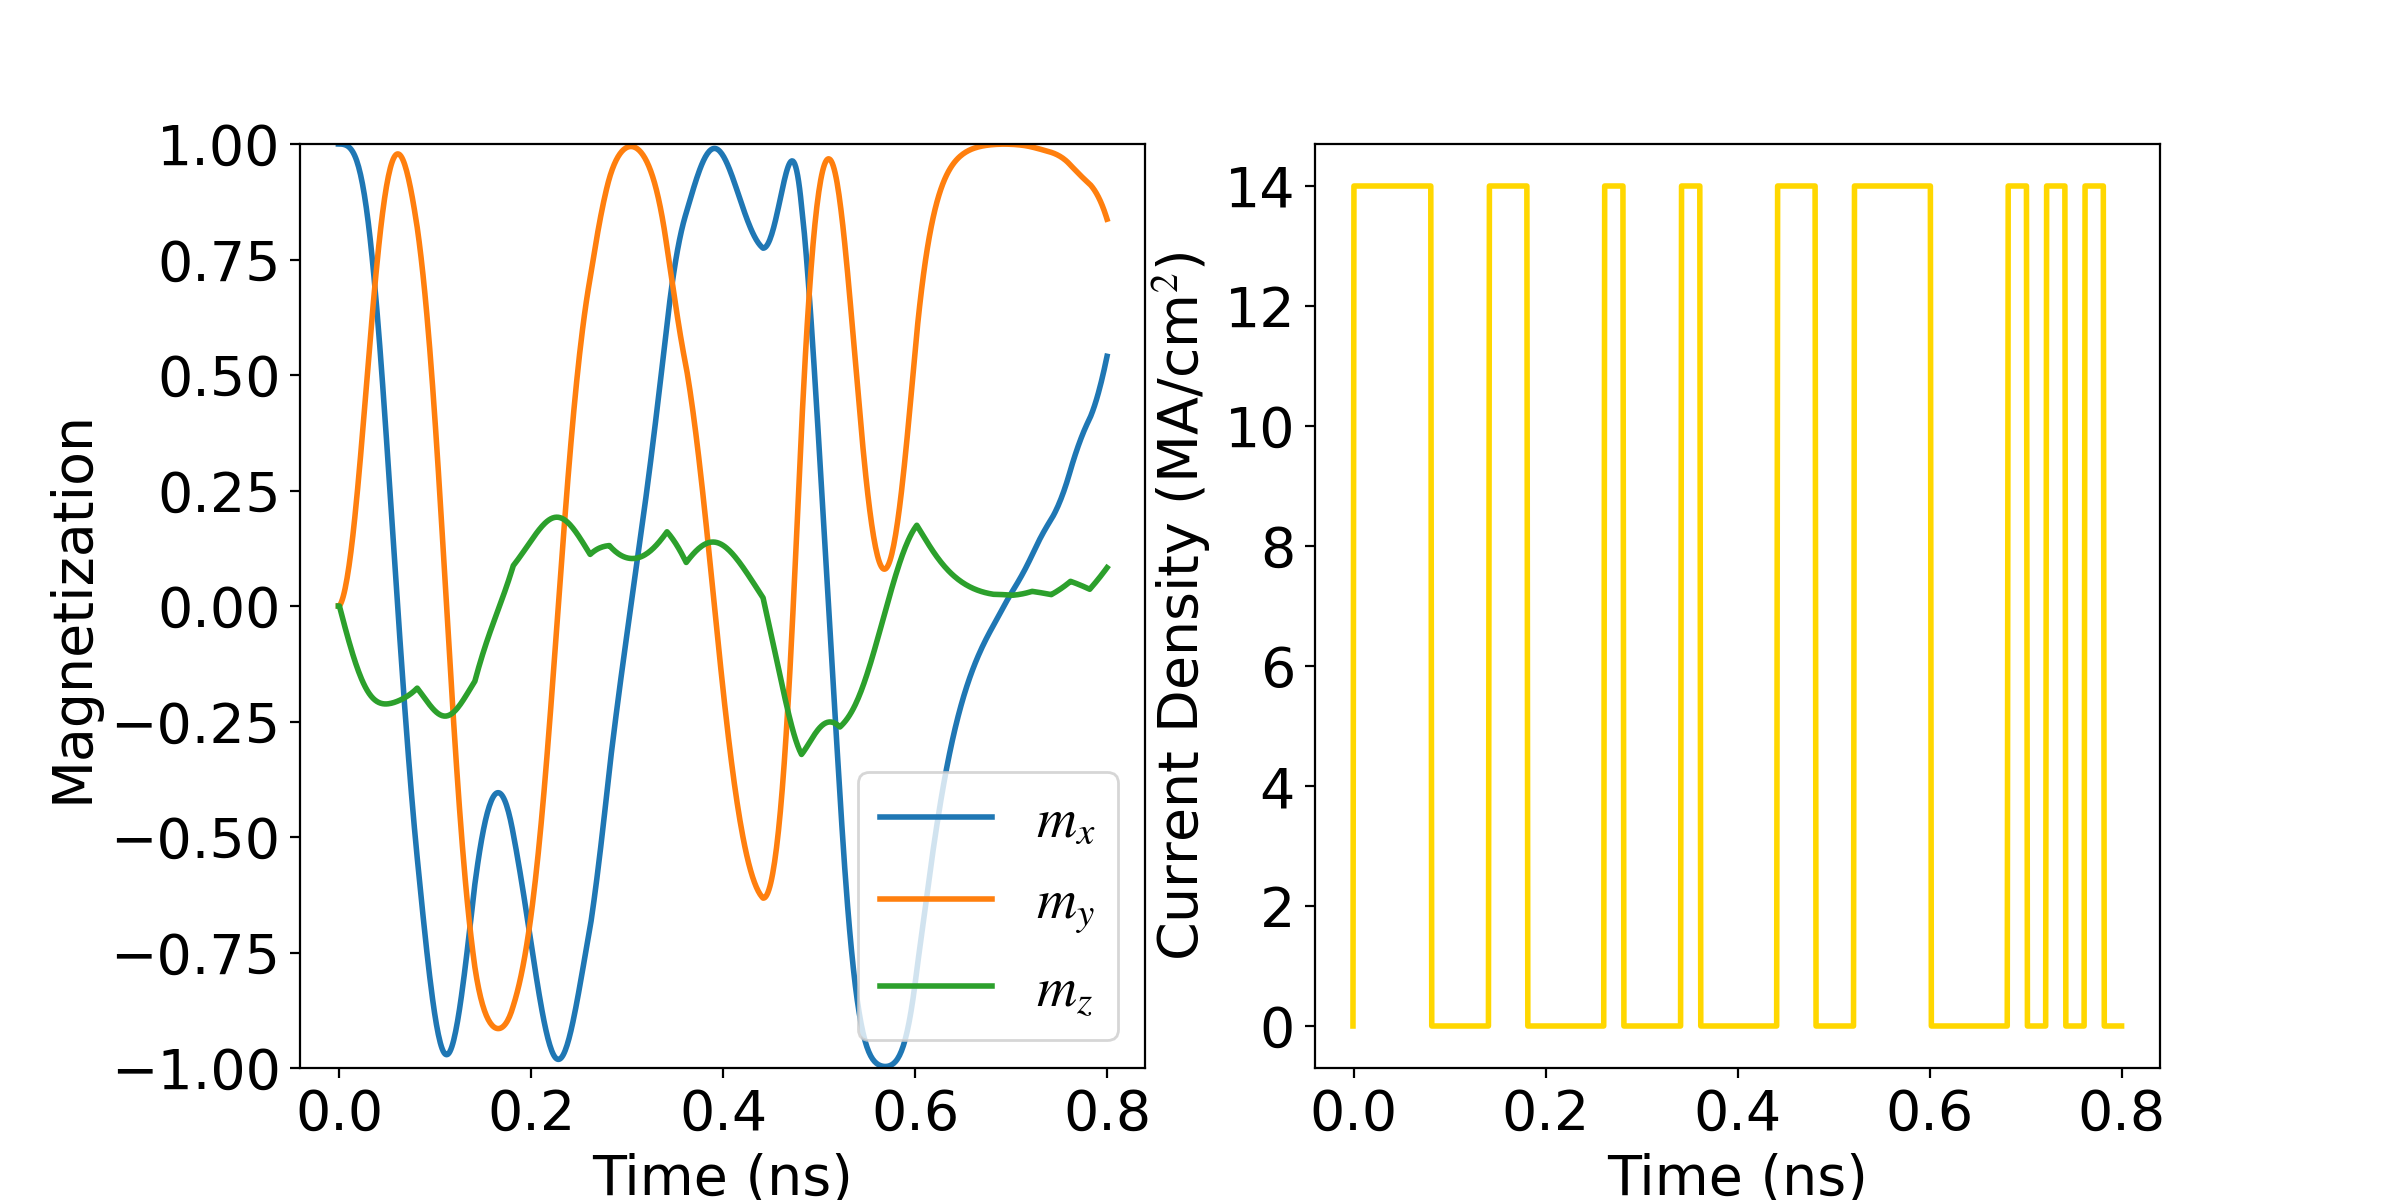 1.00
0.75
0.50
0.25
0.00
−0.25
−0.50
−0.75
−1.00
Magnetization
0.0 0.2 0.4 0.6 0.8
Time (ns)
m_x
m_y
m_z
14
12
10
8
6
4
2
0
Current Density (MA/cm²)
0.0 0.2 0.4 0.6 0.8
Time (ns)